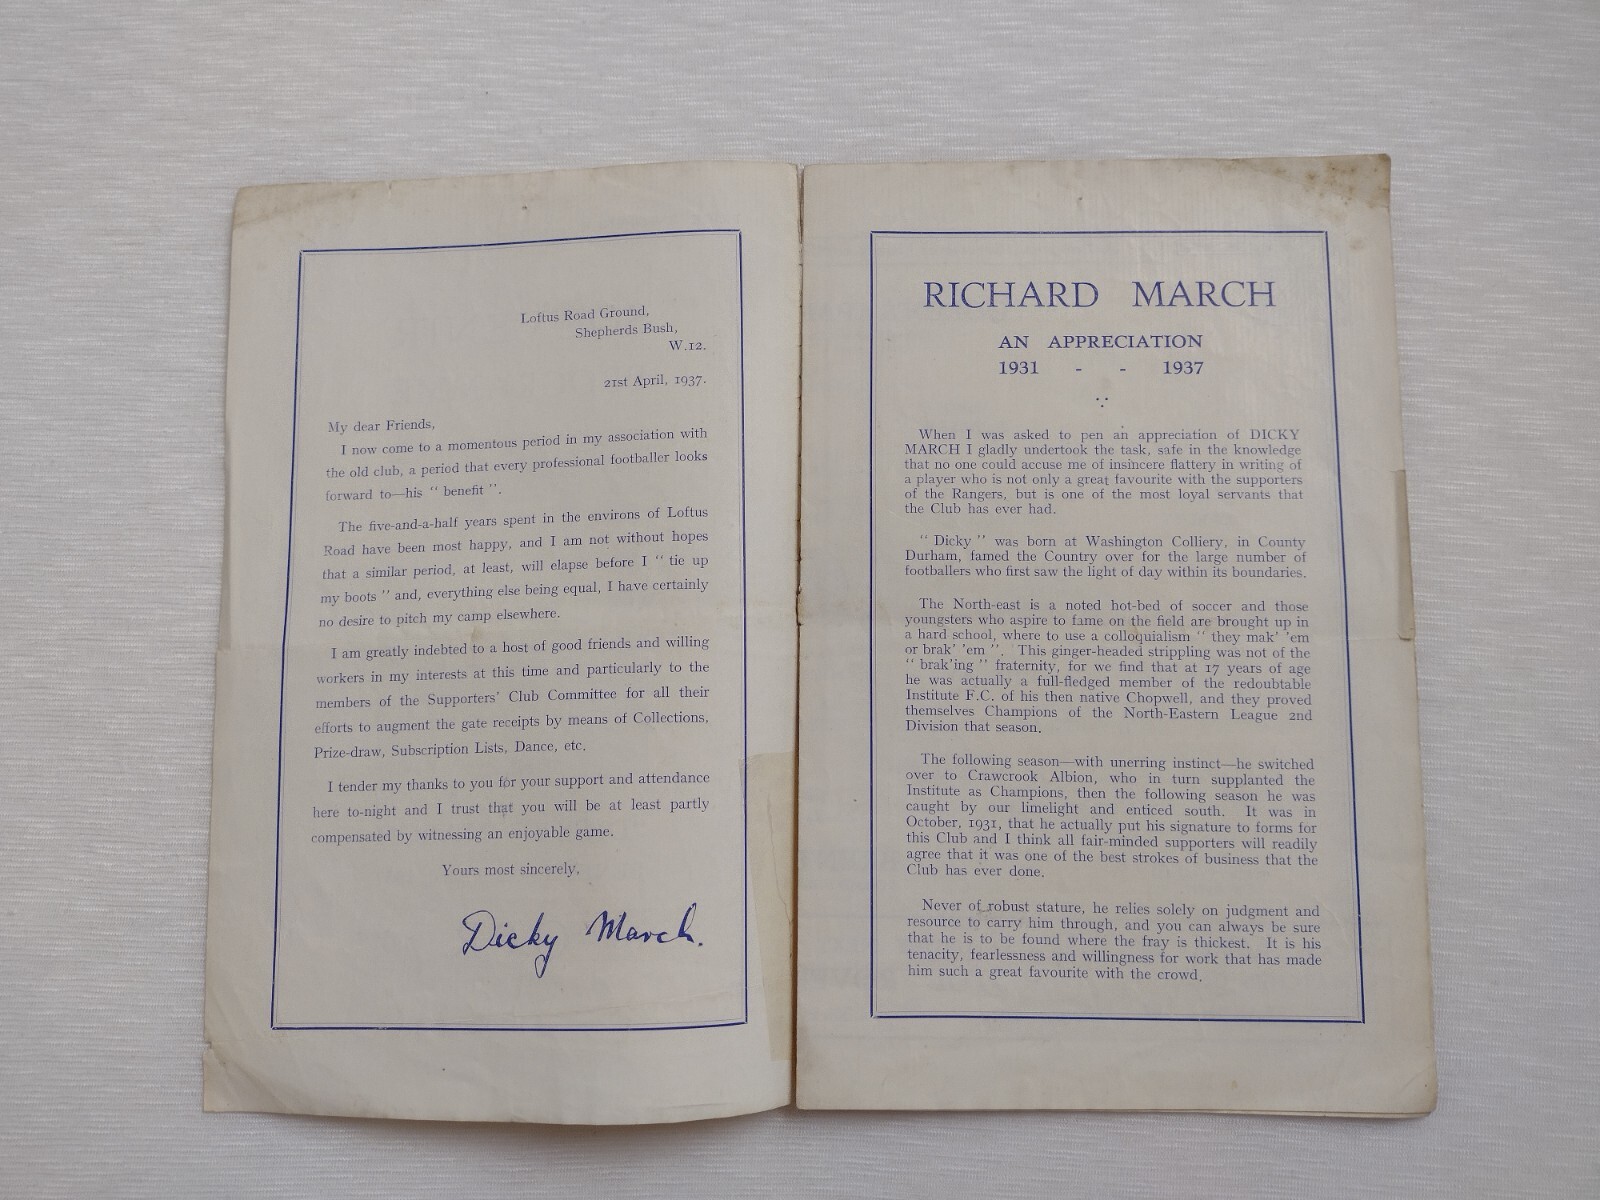 Loftus Road Ground,
Shepherds Bush,
W.12.
21st April, 1937.
My dear Friends,
I now come to a momentous period in my association with
the old club, a period that every professional footballer looks
forward to—his " benefit ".
The five-and-a-half years spent in the environs of Loftus
Road have been most happy, and I am not without hopes
that a similar period, at least, will elapse before I " tie up
my boots " and, everything else being equal, I have certainly
no desire to pitch my camp elsewhere.
I am greatly indebted to a host of good friends and willing
workers in my interests at this time and particularly to the
members of the Supporters' Club Committee for all their
efforts to augment the gate receipts by means of Collections,
Prize-draw, Subscription Lists, Dance, etc.
I tender my thanks to you for your support and attendance
here to-night and I trust that you will be at least partly
compensated by witnessing an enjoyable game.
Yours most sincerely,
Dicky March.
RICHARD MARCH
AN APPRECIATION
1931 - - 1937
When I was asked to pen an appreciation of DICKY
MARCH I gladly undertook the task, safe in the knowledge
that no one could accuse me of insincere flattery in writing of
a player who is not only a great favourite with the supporters
of the Rangers, but is one of the most loyal servants that
the Club has ever had.
" Dicky " was born at Washington Colliery, in County
Durham, famed the Country over for the large number of
footballers who first saw the light of day within its boundaries.
The North-east is a noted hot-bed of soccer and those
youngsters who aspire to fame on the field are brought up in
a hard school, where to use a colloquialism " they mak' 'em
or brak' 'em ". This ginger-headed strippling was not of the
" brak'ing " fraternity, for we find that at 17 years of age
he was actually a full-fledged member of the redoubtable
Institute F.C. of his then native Chopwell, and they proved
themselves Champions of the North-Eastern League 2nd
Division that season.
The following season—with unerring instinct—he switched
over to Crawcrook Albion, who in turn supplanted the
Institute as Champions, then the following season he was
caught by our limelight and enticed south. It was in
October, 1931, that he actually put his signature to forms for
this Club and I think all fair-minded supporters will readily
agree that it was one of the best strokes of business that the
Club has ever done.
Never of robust stature, he relies solely on judgment and
resource to carry him through, and you can always be sure
that he is to be found where the fray is thickest. It is his
tenacity, fearlessness and willingness for work that has made
him such a great favourite with the crowd.